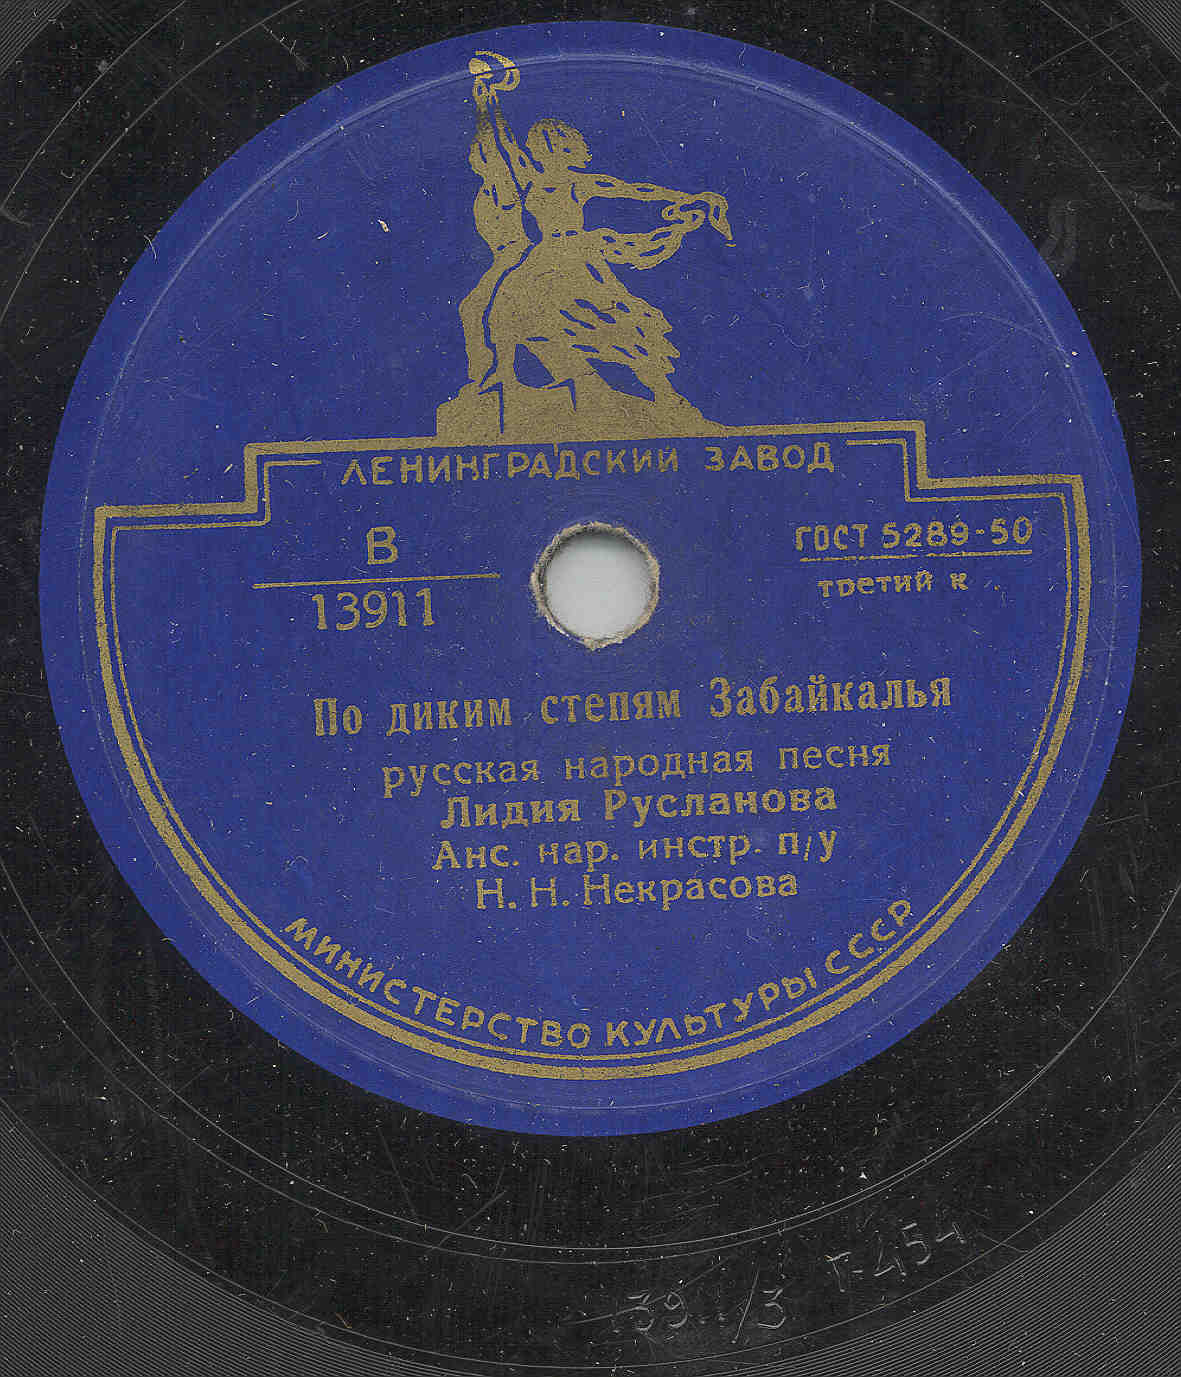 ЛЕНИНГРАДСКИЙ ЗАВОД
В
13911
ГОСТ 5289-50
третий к
По диким степям Забайкалья
русская народная песня
Лидия Русланова
Анс. нар. инстр. п/у
Н. Н. Некрасова
МИНИСТЕРСТВО КУЛЬТУРЫ СССР